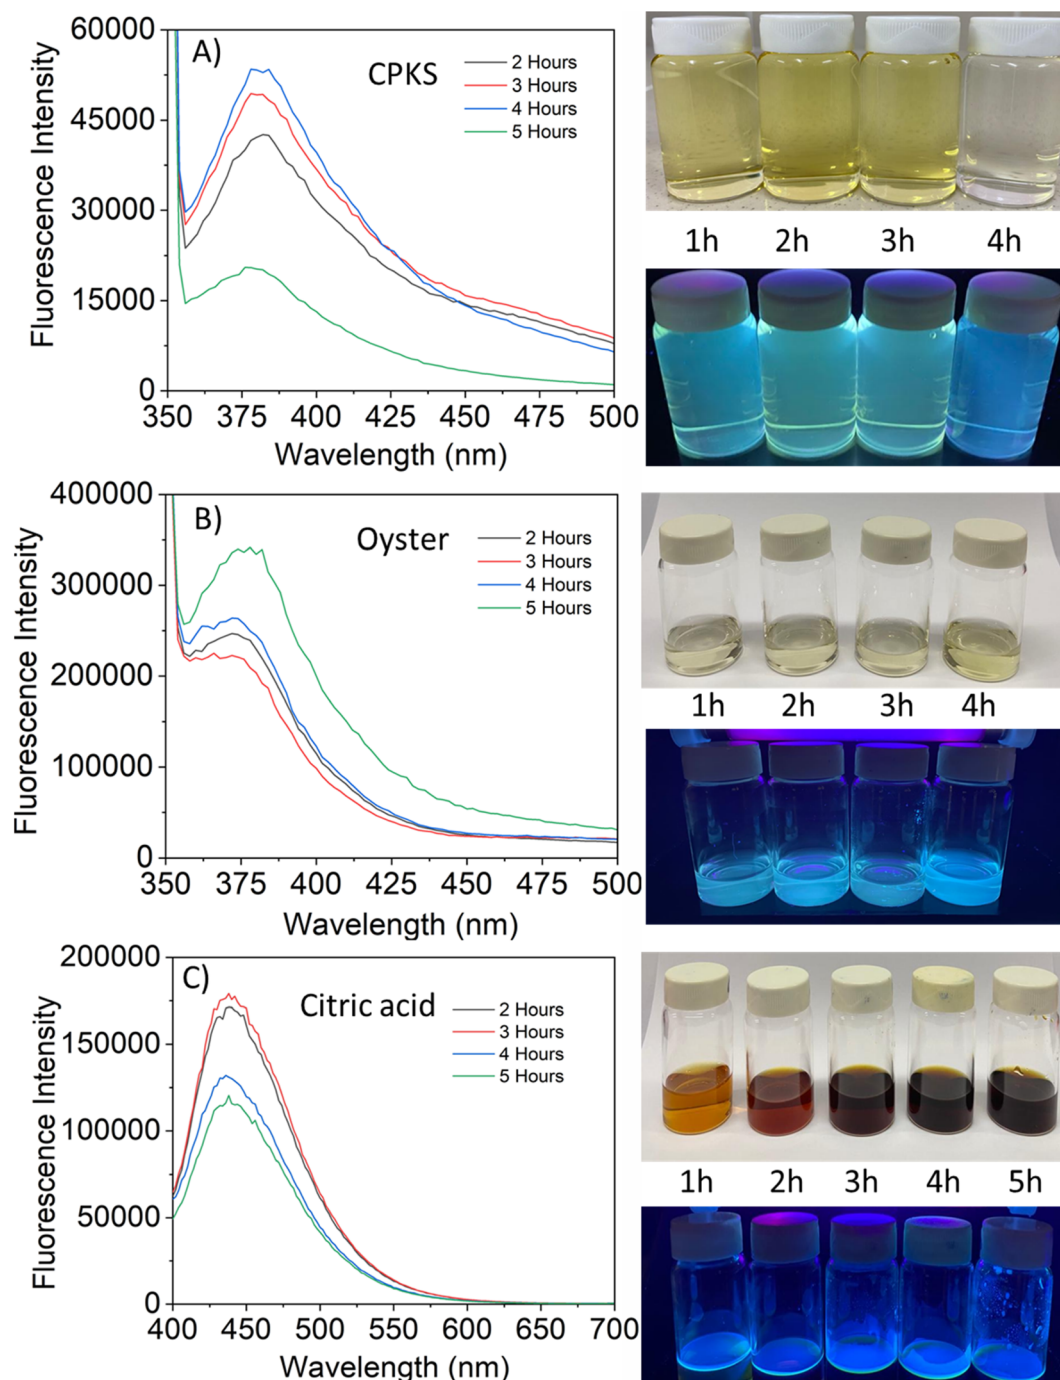 A)
CPKS
2 Hours
3 Hours
4 Hours
5 Hours
Fluorescence Intensity
60000
45000
30000
15000
0
350 375 400 425 450 475 500
Wavelength (nm)
1h 2h 3h 4h
B)
Oyster
2 Hours
3 Hours
4 Hours
5 Hours
Fluorescence Intensity
400000
300000
200000
100000
0
350 375 400 425 450 475 500
Wavelength (nm)
1h 2h 3h 4h
C)
Citric acid
2 Hours
3 Hours
4 Hours
5 Hours
Fluorescence Intensity
200000
150000
100000
50000
0
400 450 500 550 600 650 700
Wavelength (nm)
1h 2h 3h 4h 5h